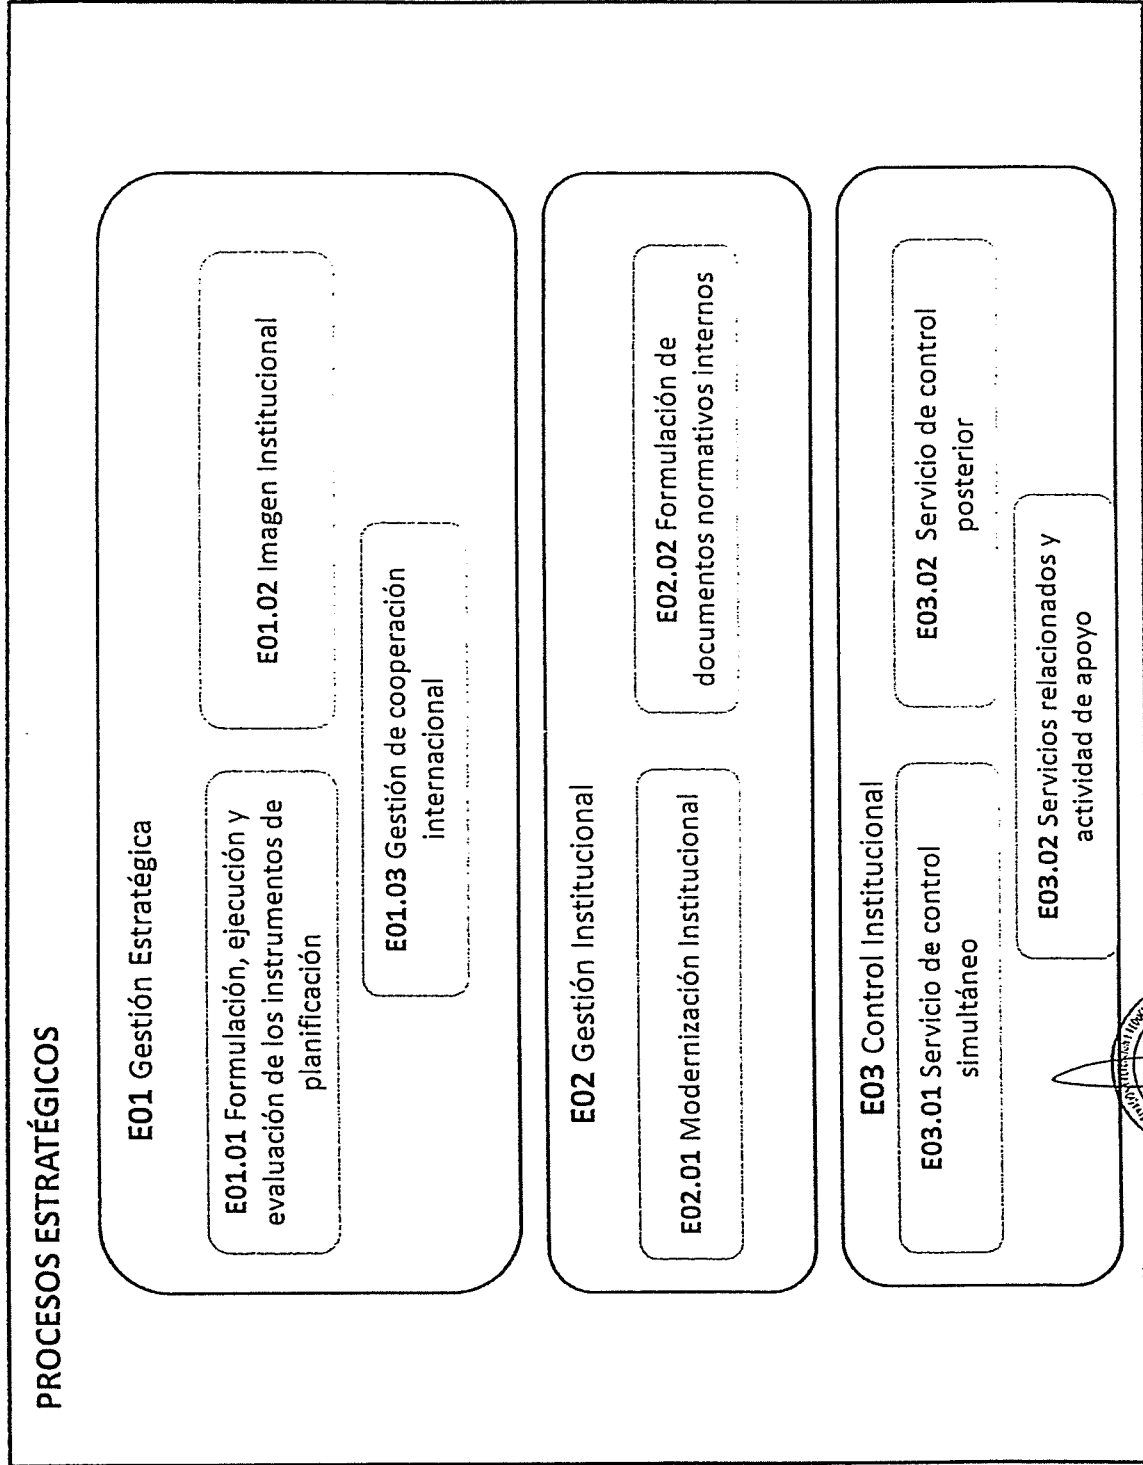 PROCESOS ESTRATÉGICOS
E01 Gestión Estratégica
E01.01 Formulación, ejecución y
evaluación de los instrumentos de
planificación
E01.02 Imagen Institucional
E01.03 Gestión de cooperación
internacional
E02 Gestión Institucional
E02.01 Modernización Institucional
E02.02 Formulación de
documentos normativos internos
E03 Control Institucional
E03.01 Servicio de control
simultáneo
E03.02 Servicio de control
posterior
E03.02 Servicios relacionados y
actividad de apoyo